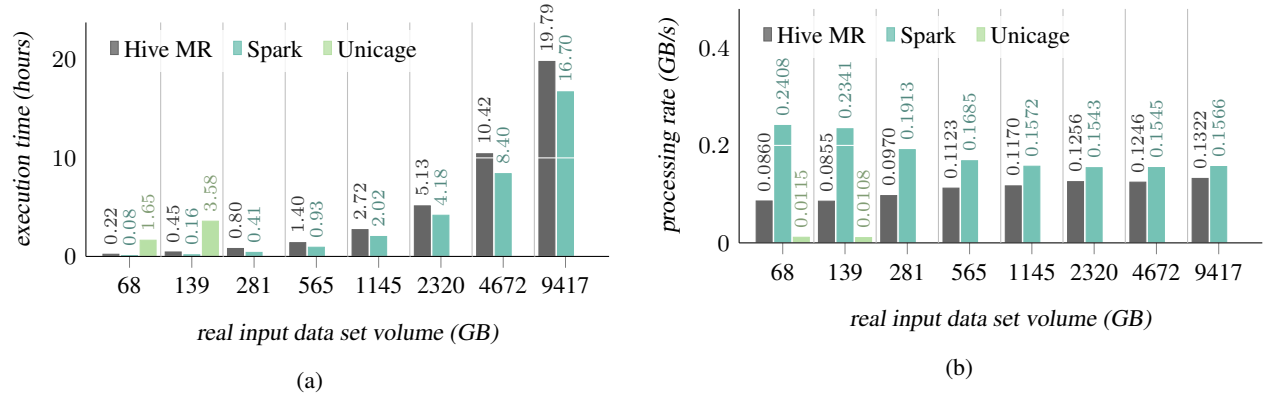 execution time (hours)
20
10
0
Hive MR Spark Unicage
0.22 0.08 1.65 0.45 0.16 3.58 0.80 0.41 1.40 0.93 2.72 2.02 5.13 4.18 10.42 8.40 19.79 16.70
68 139 281 565 1145 2320 4672 9417
real input data set volume (GB)
(a)
processing rate (GB/s)
0.4
0.2
0
Hive MR Spark Unicage
0.0860 0.2408 0.0115 0.0855 0.2341 0.0108 0.0970 0.1913 0.1123 0.1685 0.1170 0.1572 0.1256 0.1543 0.1246 0.1545 0.1322 0.1566
68 139 281 565 1145 2320 4672 9417
real input data set volume (GB)
(b)